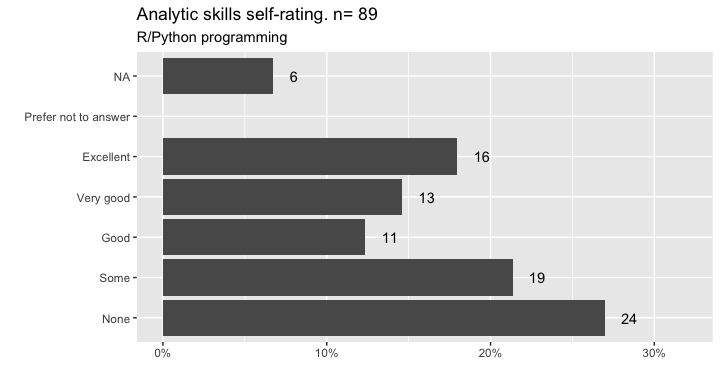 Analytic skills self-rating. n= 89
R/Python programming
NA 6
Prefer not to answer
Excellent 16
Very good 13
Good 11
Some 19
None 24
0% 10% 20% 30%